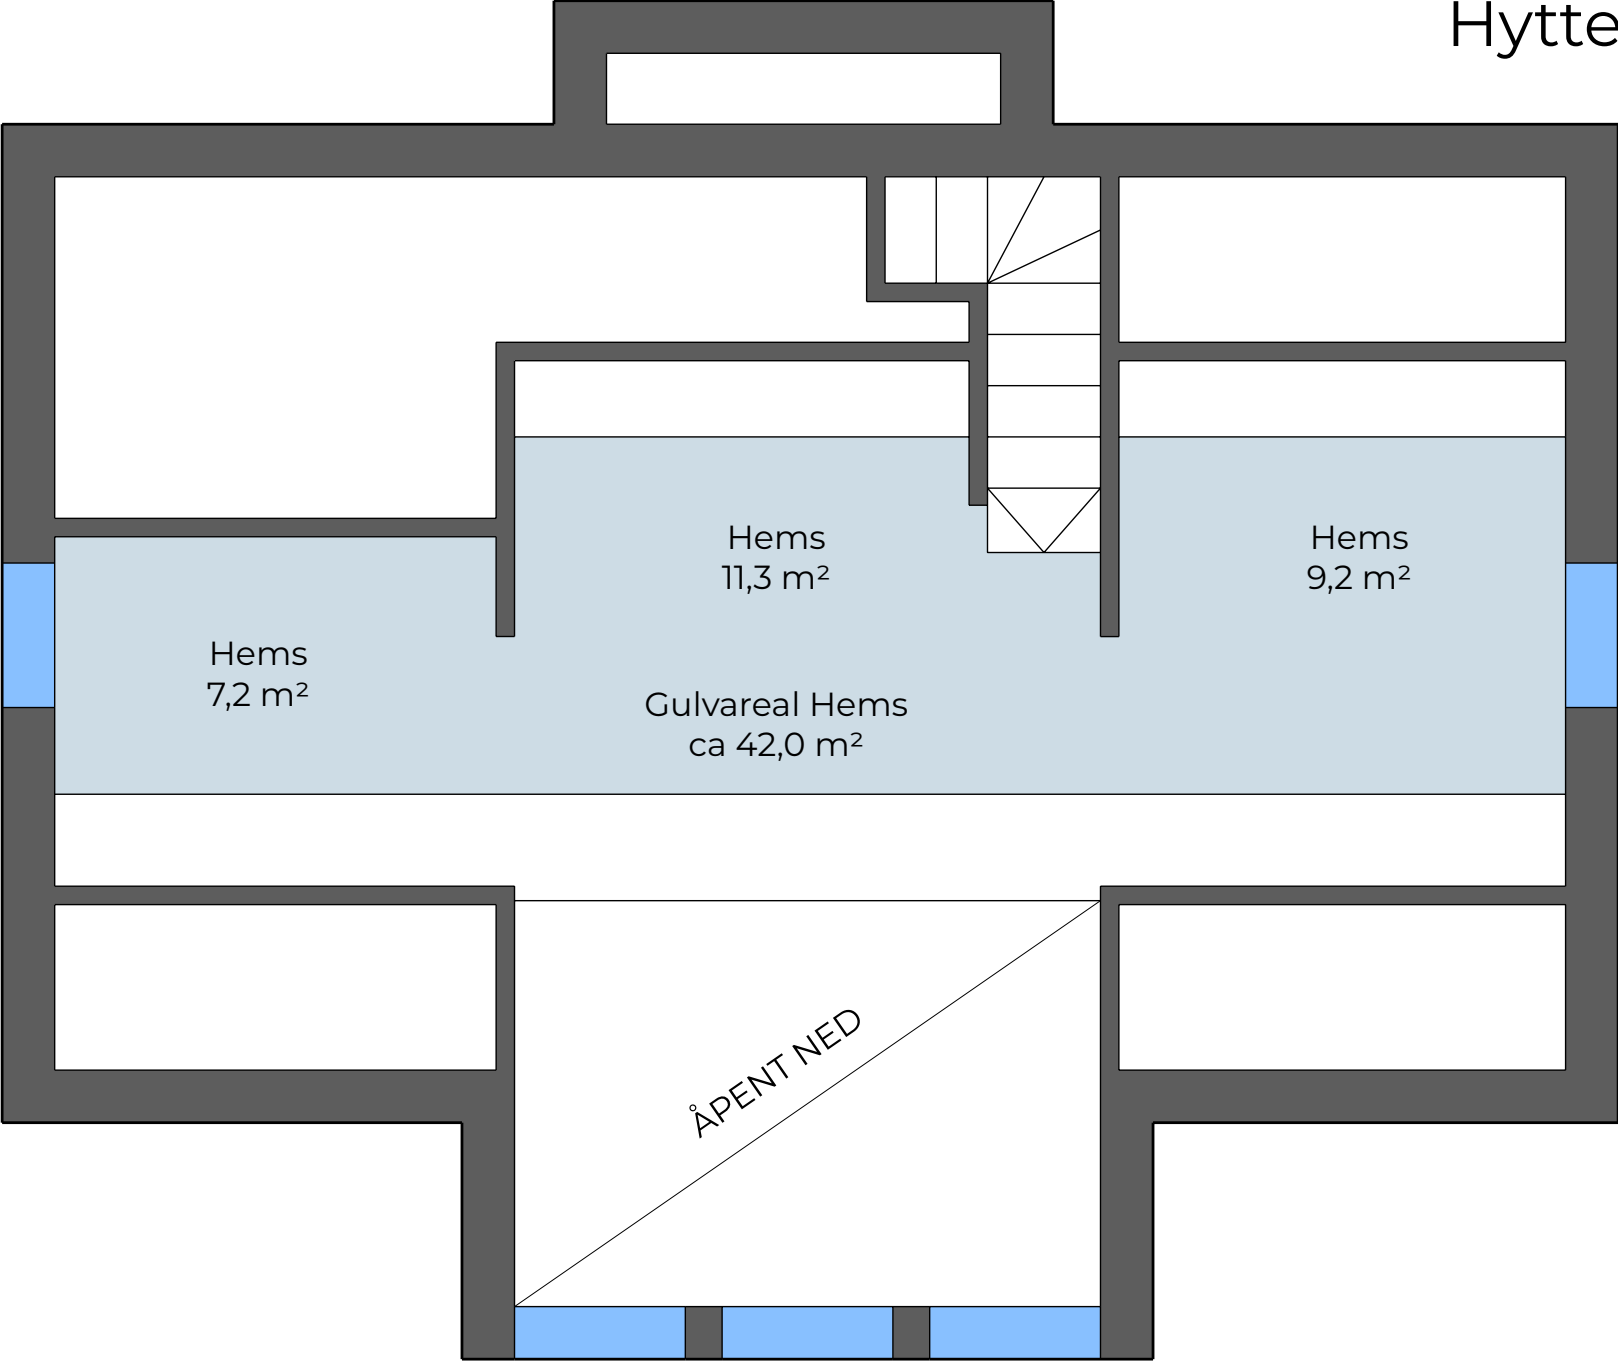 Hytte
Hems
11,3 m²
Hems
9,2 m²
Hems
7,2 m²
Gulvareal Hems
ca 42,0 m²
ÅPENT NED